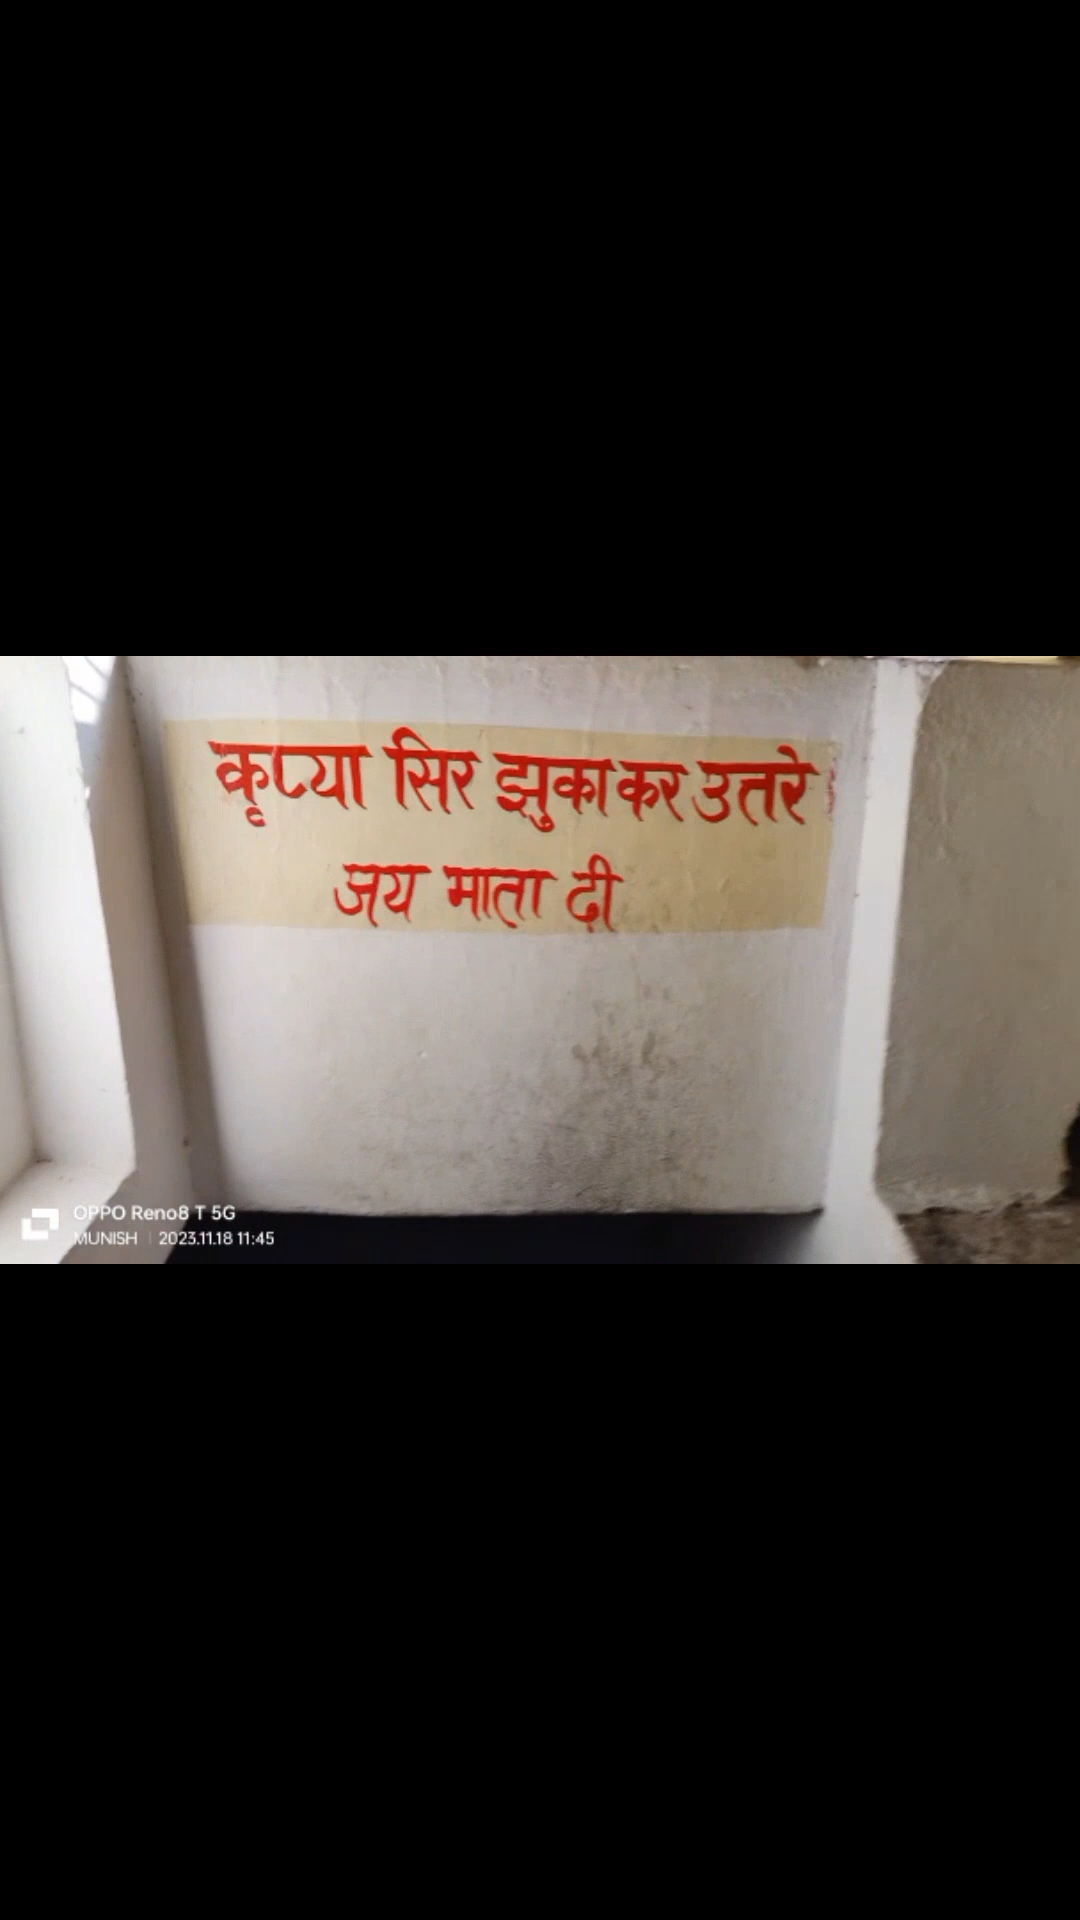 कृप्या सिर झुका कर उतरे
जय माता दी
OPPO Reno8 T 5G
MUNISH | 2023.11.18 11:45